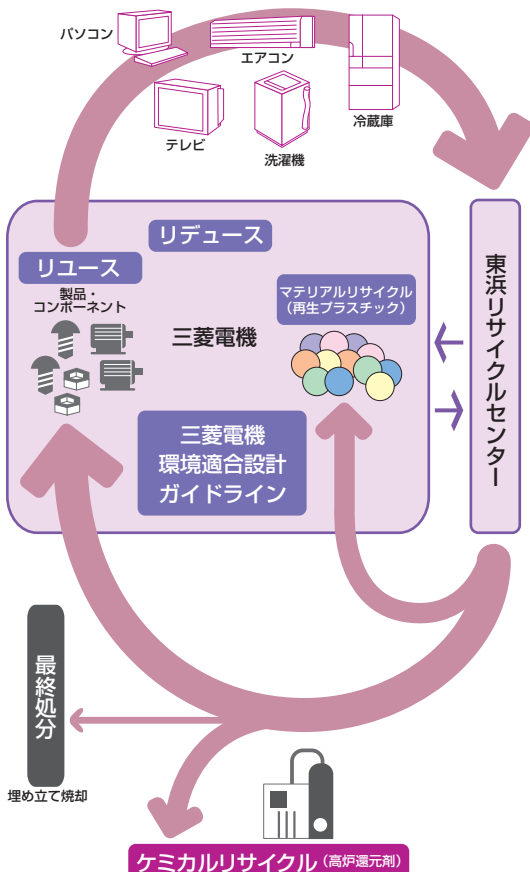 パソコン
エアコン
冷蔵庫
テレビ
洗濯機
リデュース
リユース
製品・
コンポーネント
マテリアルリサイクル
（再生プラスチック）
三菱電機
三菱電機
環境適合設計
ガイドライン
東浜リサイクルセンター
最終処分
埋め立て焼却
ケミカルリサイクル（高炉還元剤）